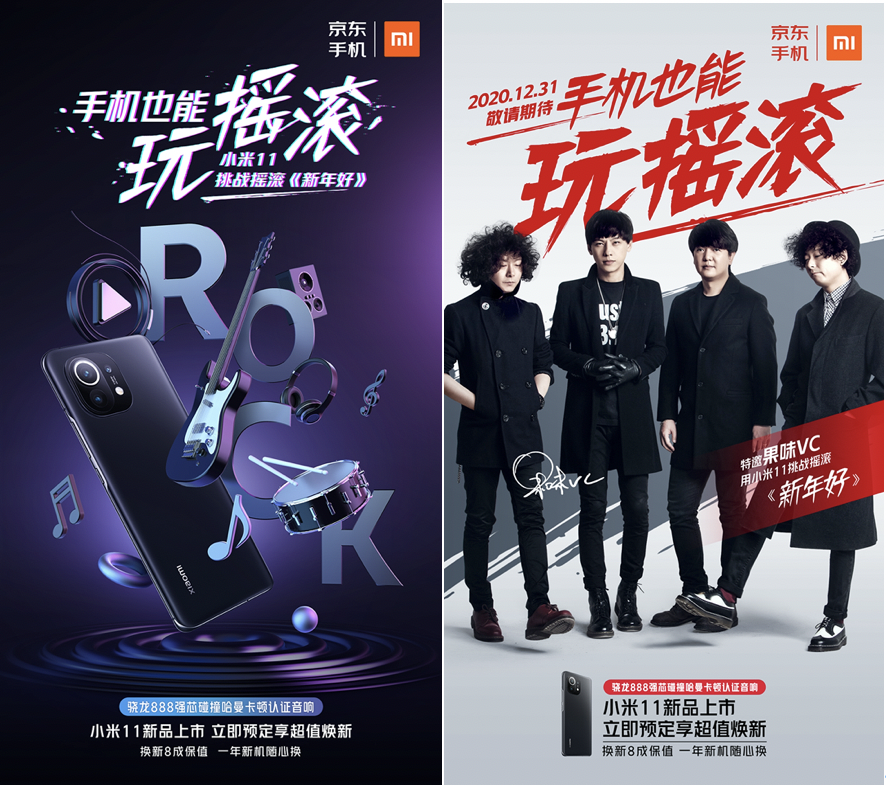 京东
手机
mi
手机也能
玩摇滚
小米11
挑战摇滚《新年好》
ROCK
xiaomi
骁龙888强芯碰撞哈曼卡顿认证音响
小米11新品上市 立即预定享超值焕新
换新8成保值 一年新机随心换
京东
手机
mi
2020.12.31
敬请期待
手机也能
玩摇滚
果味VC
特邀果味VC
用小米11挑战摇滚
《新年好》
骁龙888强芯碰撞哈曼卡顿认证音响
小米11新品上市
立即预定享超值焕新
换新8成保值 一年新机随心换